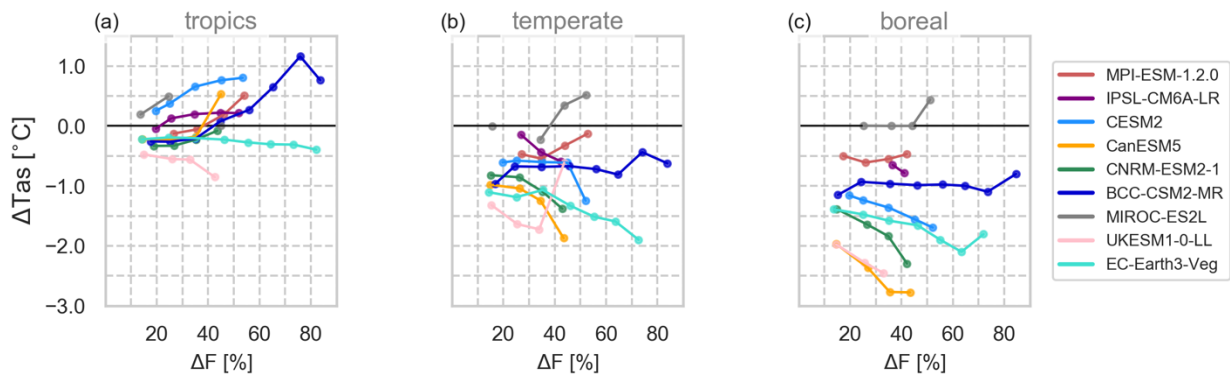 (a) tropics
(b) temperate
(c) boreal
ΔTas [°C]
1.0
0.0
−1.0
−2.0
−3.0
20 40 60 80
20 40 60 80
20 40 60 80
ΔF [%]
ΔF [%]
ΔF [%]
MPI-ESM-1.2.0
IPSL-CM6A-LR
CESM2
CanESM5
CNRM-ESM2-1
BCC-CSM2-MR
MIROC-ES2L
UKESM1-0-LL
EC-Earth3-Veg